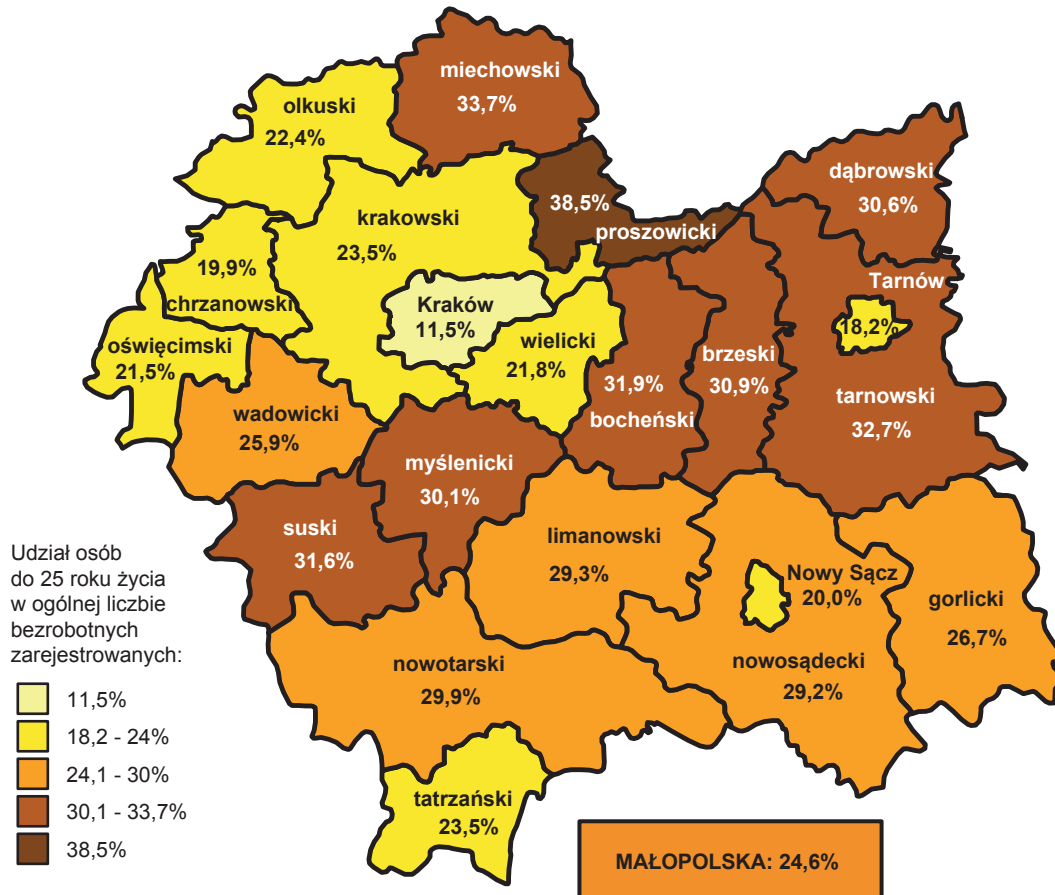 miechowski
33,7%
olkuski
22,4%
dąbrowski
30,6%
38,5%
proszowicki
krakowski
23,5%
19,9%
chrzanowski
Kraków
11,5%
Tarnów
18,2%
oświęcimski
21,5%
wielicki
21,8%
brzeski
30,9%
31,9%
bocheński
tarnowski
32,7%
wadowicki
25,9%
myślenicki
30,1%
suski
31,6%
limanowski
29,3%
Nowy Sącz
20,0%
gorlicki
26,7%
nowotarski
29,9%
nowosądecki
29,2%
tatrzański
23,5%
Udział osób
do 25 roku życia
w ogólnej liczbie
bezrobotnych
zarejestrowanych:
11,5%
18,2 - 24%
24,1 - 30%
30,1 - 33,7%
38,5%
MAŁOPOLSKA: 24,6%